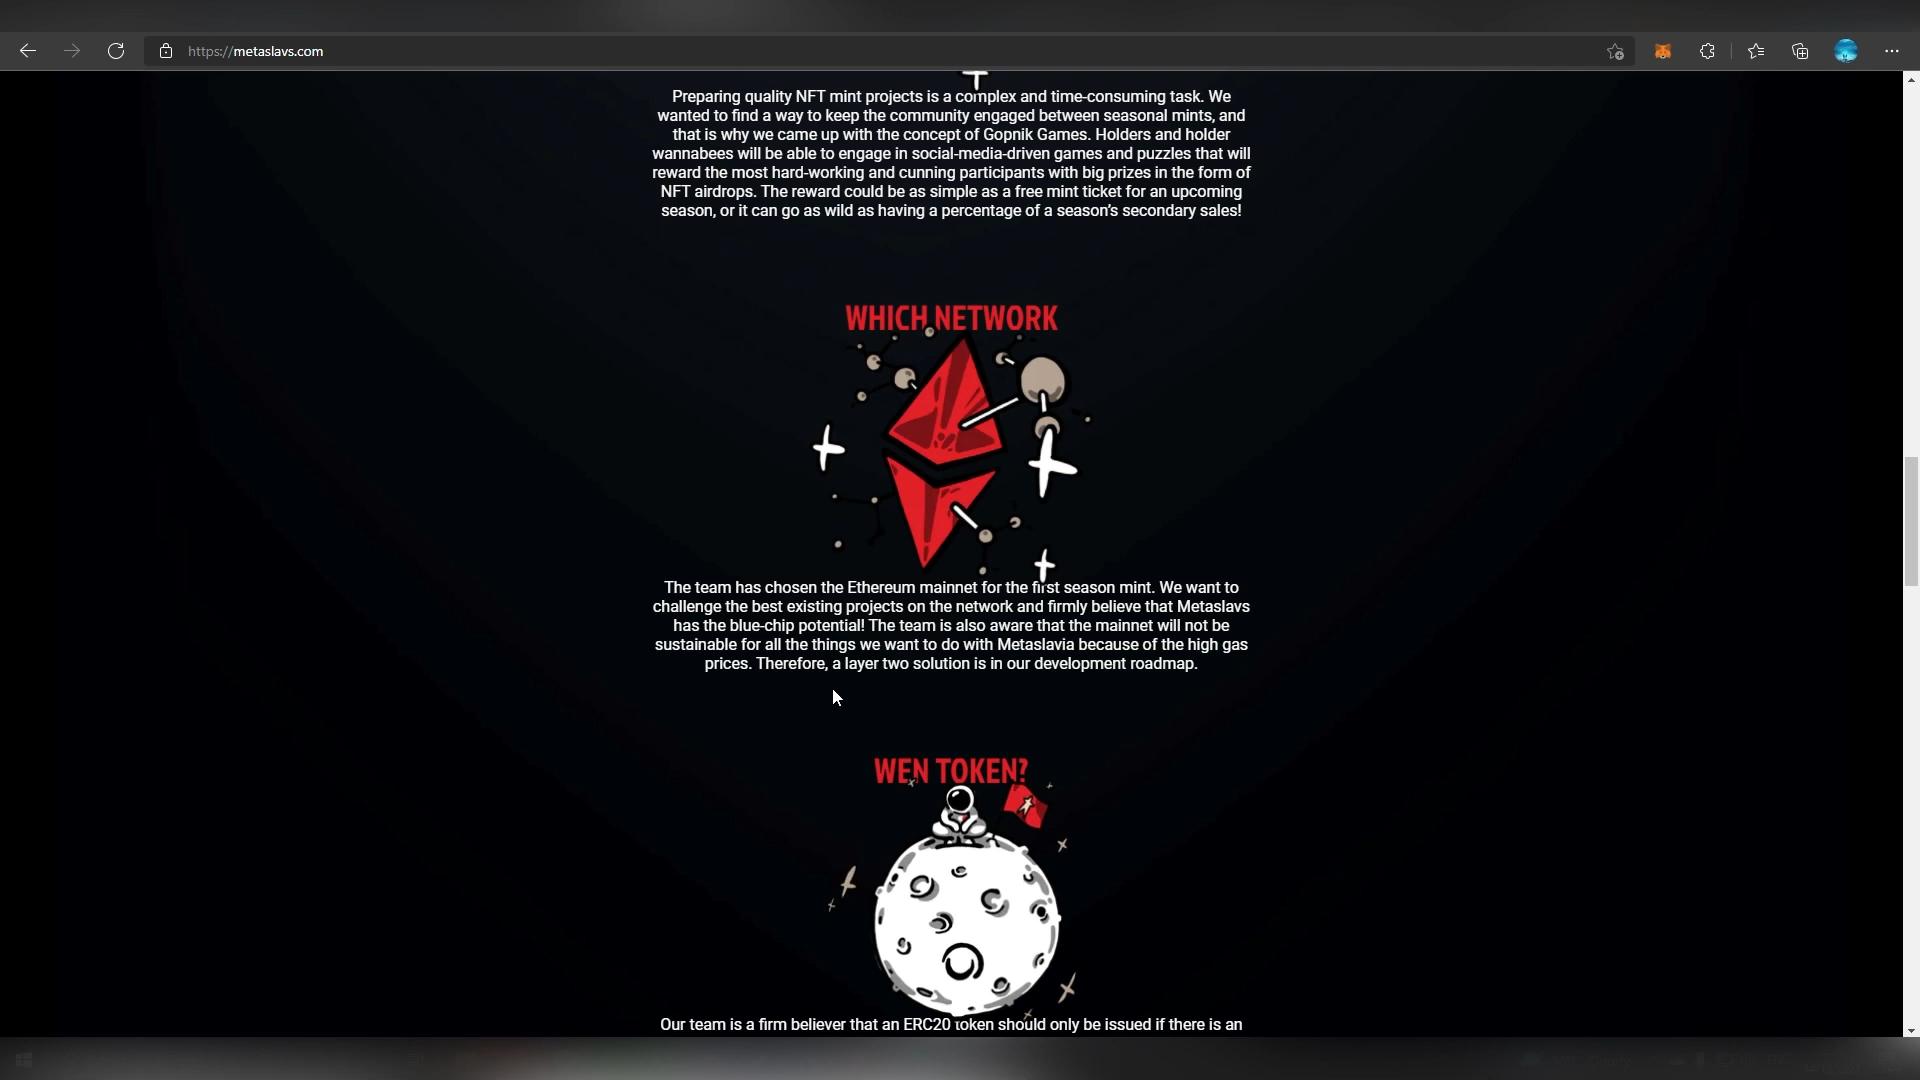 https://metaslavs.com
Preparing quality NFT mint projects is a complex and time-consuming task. We
wanted to find a way to keep the community engaged between seasonal mints, and
that is why we came up with the concept of Gopnik Games. Holders and holder
wannabees will be able to engage in social-media-driven games and puzzles that will
reward the most hard-working and cunning participants with big prizes in the form of
NFT airdrops. The reward could be as simple as a free mint ticket for an upcoming
season, or it can go as wild as having a percentage of a season’s secondary sales!
WHICH NETWORK
The team has chosen the Ethereum mainnet for the first season mint. We want to
challenge the best existing projects on the network and firmly believe that Metaslavs
has the blue-chip potential! The team is also aware that the mainnet will not be
sustainable for all the things we want to do with Metaslavia because of the high gas
prices. Therefore, a layer two solution is in our development roadmap.
WEN TOKEN?
Our team is a firm believer that an ERC20 token should only be issued if there is an